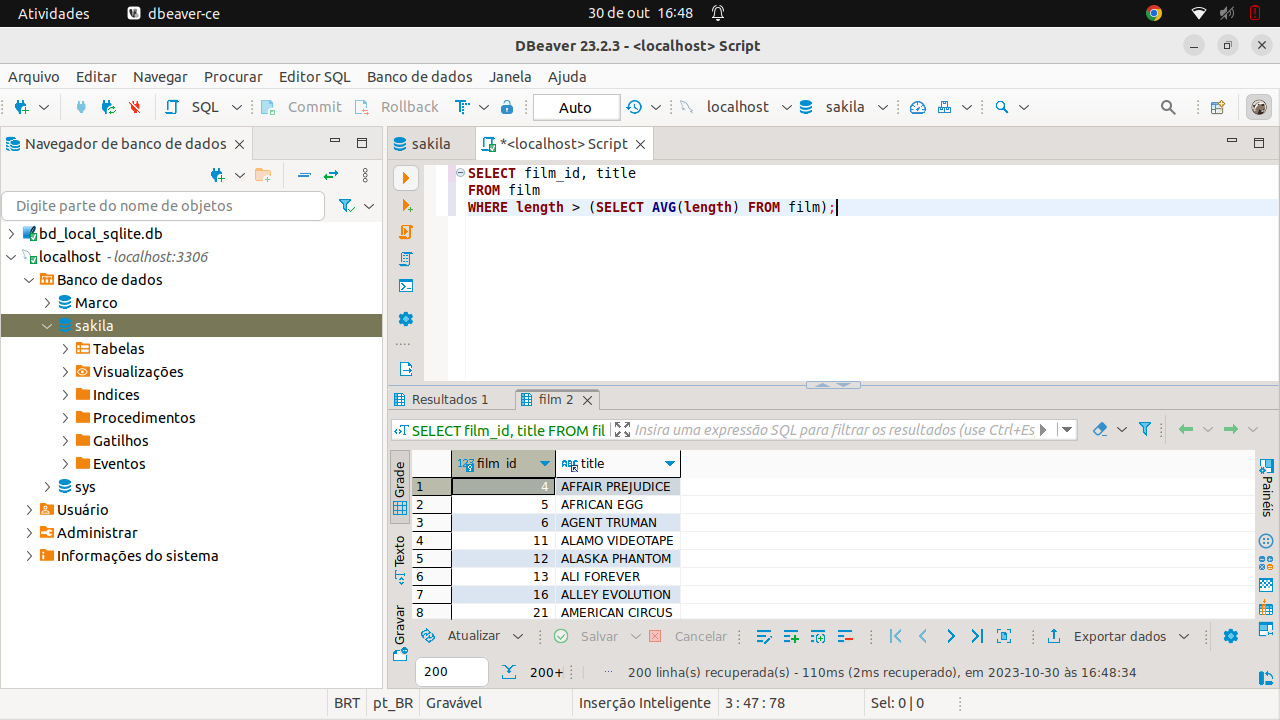 Atividades
dbeaver-ce
30 de out 16:48
DBeaver 23.2.3 - <localhost> Script
Arquivo Editar Navegar Procurar Editor SQL Banco de dados Janela Ajuda
SQL Commit Rollback Auto localhost sakila
Navegador de banco de dados
sakila
*<localhost> Script
Digite parte do nome de objetos
bd_local_sqlite.db
localhost - localhost:3306
Banco de dados
Marco
sakila
Tabelas
Visualizações
Indices
Procedimentos
Gatilhos
Eventos
sys
Usuário
Administrar
Informações do sistema
SELECT film_id, title
FROM film
WHERE length > (SELECT AVG(length) FROM film);
Resultados 1
film 2
SELECT film_id, title FROM fil
Insira uma expressão SQL para filtrar os resultados (use Ctrl+Es
Grade
Texto
Gravar
film_id title
1 4 AFFAIR PREJUDICE
2 5 AFRICAN EGG
3 6 AGENT TRUMAN
4 11 ALAMO VIDEOTAPE
5 12 ALASKA PHANTOM
6 13 ALI FOREVER
7 16 ALLEY EVOLUTION
8 21 AMERICAN CIRCUS
Painéis
Atualizar Salvar Cancelar Exportar dados
200 200+ ... 200 linha(s) recuperada(s) - 110ms (2ms recuperado), em 2023-10-30 às 16:48:34
BRT pt_BR Gravável Inserção Inteligente 3 : 47 : 78 Sel: 0 | 0